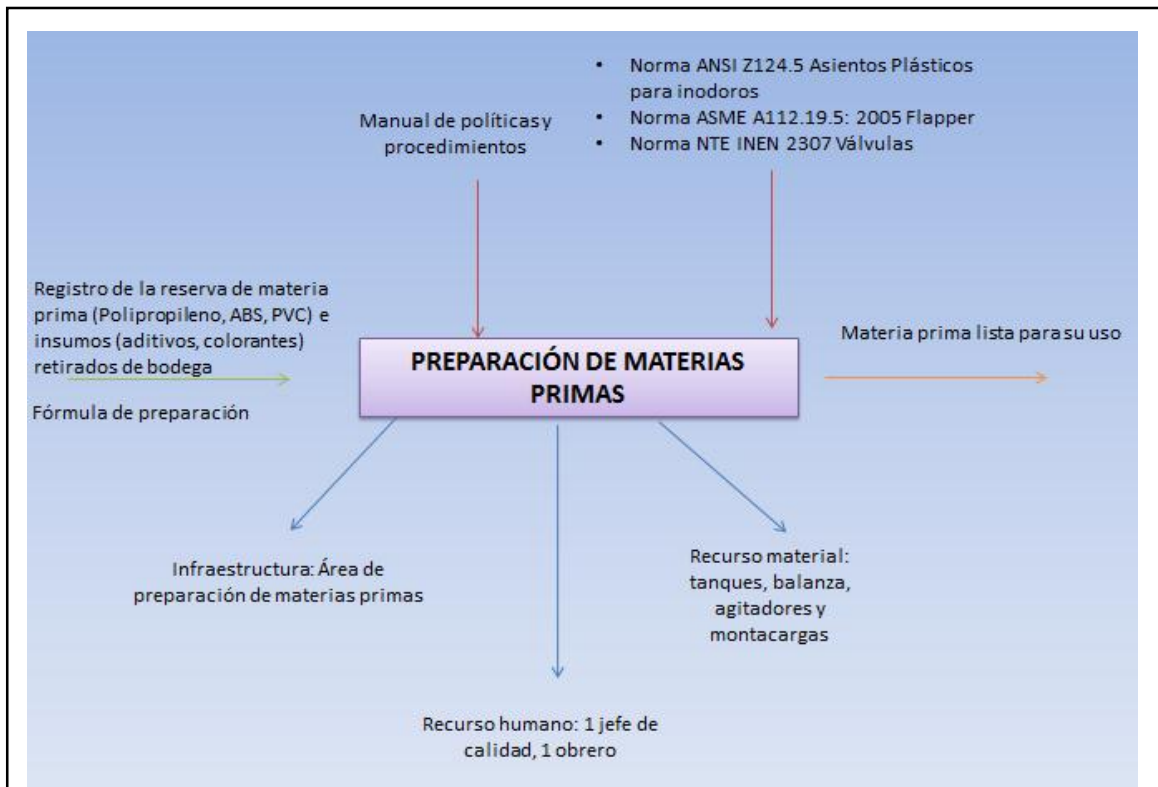 Manual de políticas y
procedimientos
• Norma ANSI Z124.5 Asientos Plásticos
para inodoros
• Norma ASME A112.19.5: 2005 Flapper
• Norma NTE INEN 2307 Válvulas
Registro de la reserva de materia
prima (Polipropileno, ABS, PVC) e
insumos (aditivos, colorantes)
retirados de bodega
Fórmula de preparación
PREPARACIÓN DE MATERIAS
PRIMAS
Materia prima lista para su uso
Infraestructura: Área de
preparación de materias primas
Recurso material:
tanques, balanza,
agitadores y
montacargas
Recurso humano: 1 jefe de
calidad, 1 obrero